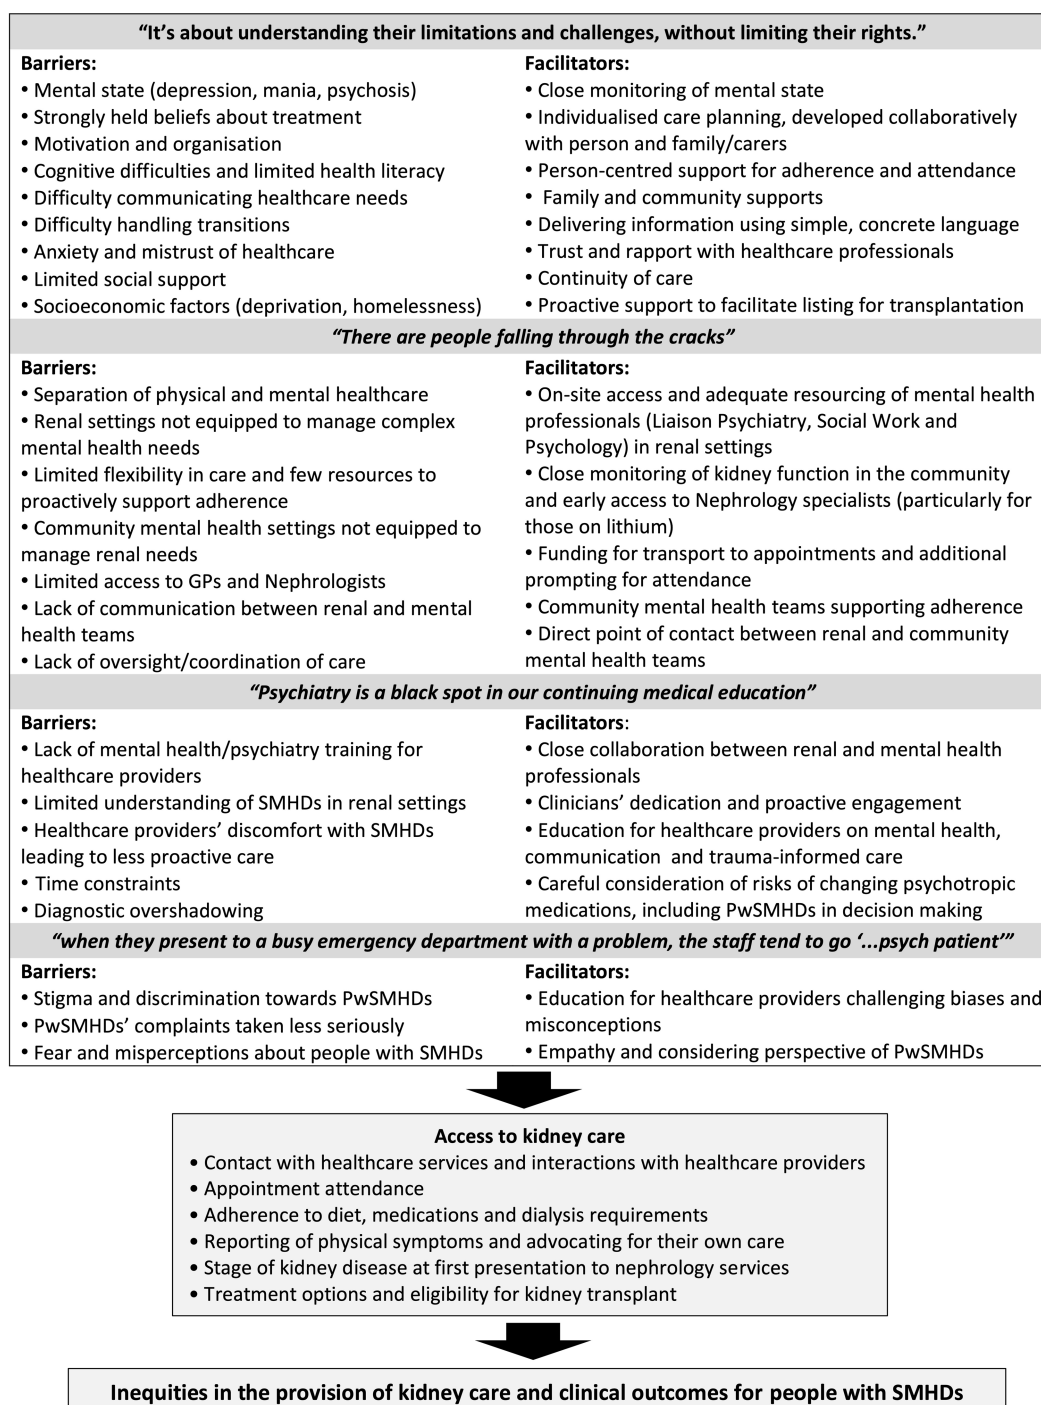 “It’s about understanding their limitations and challenges, without limiting their rights.”
Barriers:
• Mental state (depression, mania, psychosis)
• Strongly held beliefs about treatment
• Motivation and organisation
• Cognitive difficulties and limited health literacy
• Difficulty communicating healthcare needs
• Difficulty handling transitions
• Anxiety and mistrust of healthcare
• Limited social support
• Socioeconomic factors (deprivation, homelessness)
Facilitators:
• Close monitoring of mental state
• Individualised care planning, developed collaboratively
with person and family/carers
• Person-centred support for adherence and attendance
• Family and community supports
• Delivering information using simple, concrete language
• Trust and rapport with healthcare professionals
• Continuity of care
• Proactive support to facilitate listing for transplantation
“There are people falling through the cracks”
Barriers:
• Separation of physical and mental healthcare
• Renal settings not equipped to manage complex
mental health needs
• Limited flexibility in care and few resources to
proactively support adherence
• Community mental health settings not equipped to
manage renal needs
• Limited access to GPs and Nephrologists
• Lack of communication between renal and mental
health teams
• Lack of oversight/coordination of care
Facilitators:
• On-site access and adequate resourcing of mental health
professionals (Liaison Psychiatry, Social Work and
Psychology) in renal settings
• Close monitoring of kidney function in the community
and early access to Nephrology specialists (particularly for
those on lithium)
• Funding for transport to appointments and additional
prompting for attendance
• Community mental health teams supporting adherence
• Direct point of contact between renal and community
mental health teams
“Psychiatry is a black spot in our continuing medical education”
Barriers:
• Lack of mental health/psychiatry training for
healthcare providers
• Limited understanding of SMHDs in renal settings
• Healthcare providers’ discomfort with SMHDs
leading to less proactive care
• Time constraints
• Diagnostic overshadowing
Facilitators:
• Close collaboration between renal and mental health
professionals
• Clinicians’ dedication and proactive engagement
• Education for healthcare providers on mental health,
communication and trauma-informed care
• Careful consideration of risks of changing psychotropic
medications, including PwSMHDs in decision making
“when they present to a busy emergency department with a problem, the staff tend to go ‘...psych patient’”
Barriers:
• Stigma and discrimination towards PwSMHDs
• PwSMHDs’ complaints taken less seriously
• Fear and misperceptions about people with SMHDs
Facilitators:
• Education for healthcare providers challenging biases and
misconceptions
• Empathy and considering perspective of PwSMHDs
Access to kidney care
• Contact with healthcare services and interactions with healthcare providers
• Appointment attendance
• Adherence to diet, medications and dialysis requirements
• Reporting of physical symptoms and advocating for their own care
• Stage of kidney disease at first presentation to nephrology services
• Treatment options and eligibility for kidney transplant
Inequities in the provision of kidney care and clinical outcomes for people with SMHDs